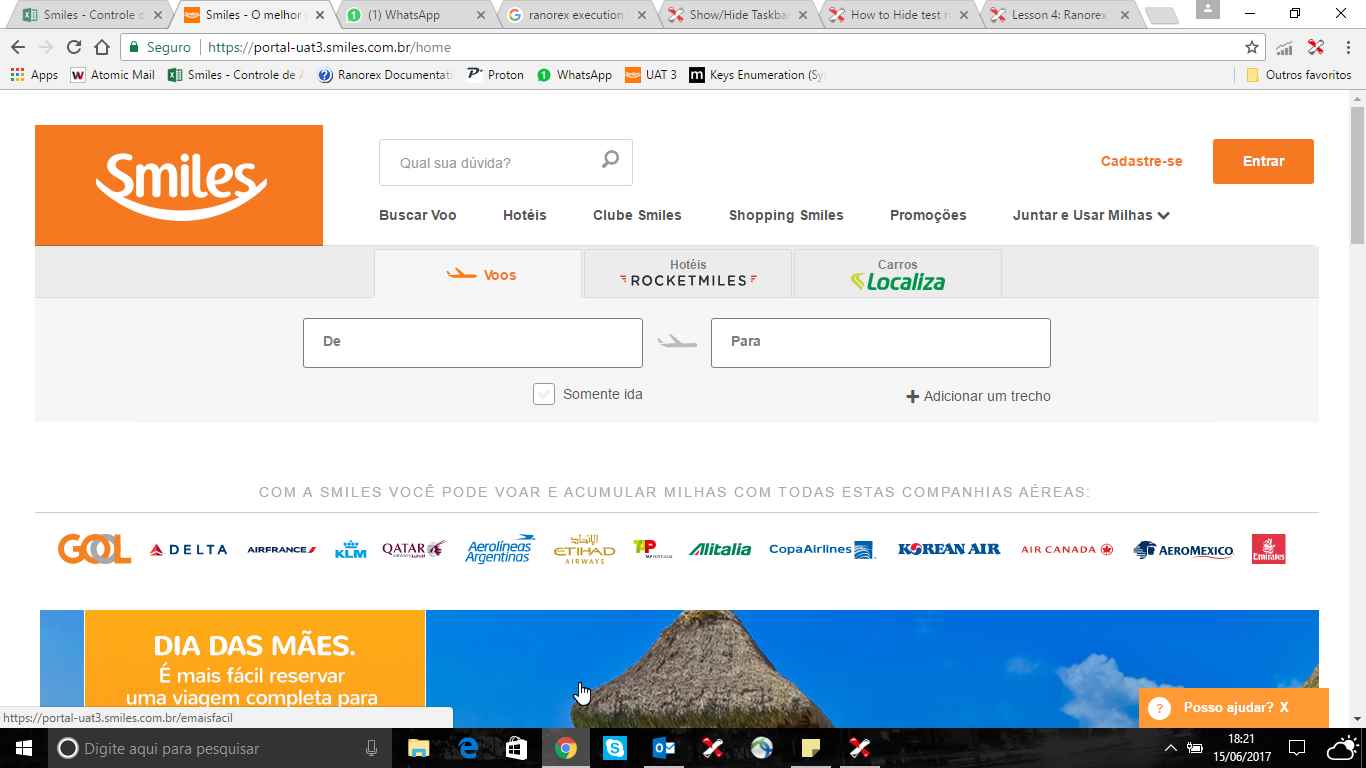 Smiles - Controle d
Smiles - O melhor
(1) WhatsApp
ranorex execution
Show/Hide Taskba
How to Hide test r
Lesson 4: Ranorex
Seguro
https://portal-uat3.smiles.com.br/home
Apps
Atomic Mail
Smiles - Controle de A
Ranorex Documentati
Proton
WhatsApp
UAT 3
Keys Enumeration (Sy
Outros favoritos
Smiles
Qual sua dúvida?
Cadastre-se
Entrar
Buscar Voo
Hotéis
Clube Smiles
Shopping Smiles
Promoções
Juntar e Usar Milhas
Voos
Hotéis
ROCKETMILES
Carros
Localiza
De
Para
Somente ida
Adicionar um trecho
COM A SMILES VOCÊ PODE VOAR E ACUMULAR MILHAS COM TODAS ESTAS COMPANHIAS AÉREAS:
GOL
DELTA
AIRFRANCE
KLM
QATAR
Aerolíneas
Argentinas
ETIHAD
AIRWAYS
TAP
Alitalia
CopaAirlines
KOREAN AIR
AIR CANADA
AEROMEXICO
Emirates
DIA DAS MÃES.
É mais fácil reservar
uma viagem completa para
Posso ajudar? X
https://portal-uat3.smiles.com.br/emaisfacil
Digite aqui para pesquisar
18:21
15/06/2017